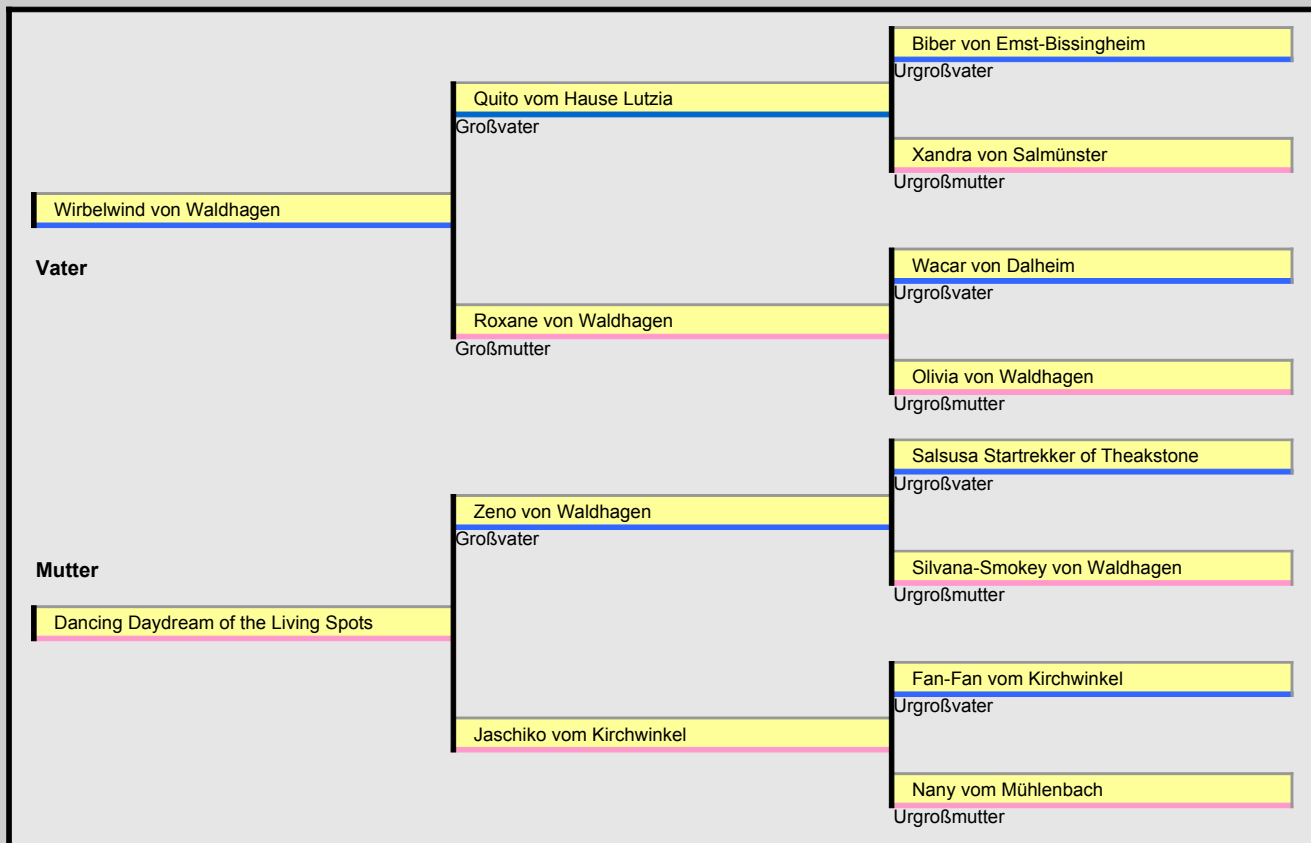 Biber von Emst-Bissingheim
Urgroßvater
Quito vom Hause Lutzia
Großvater
Xandra von Salmünster
Urgroßmutter
Wirbelwind von Waldhagen
Vater
Wacar von Dalheim
Urgroßvater
Roxane von Waldhagen
Großmutter
Olivia von Waldhagen
Urgroßmutter
Salsusa Startrekker of Theakstone
Urgroßvater
Zeno von Waldhagen
Großvater
Silvana-Smokey von Waldhagen
Urgroßmutter
Mutter
Dancing Daydream of the Living Spots
Fan-Fan vom Kirchwinkel
Urgroßvater
Jaschiko vom Kirchwinkel
Nany vom Mühlenbach
Urgroßmutter